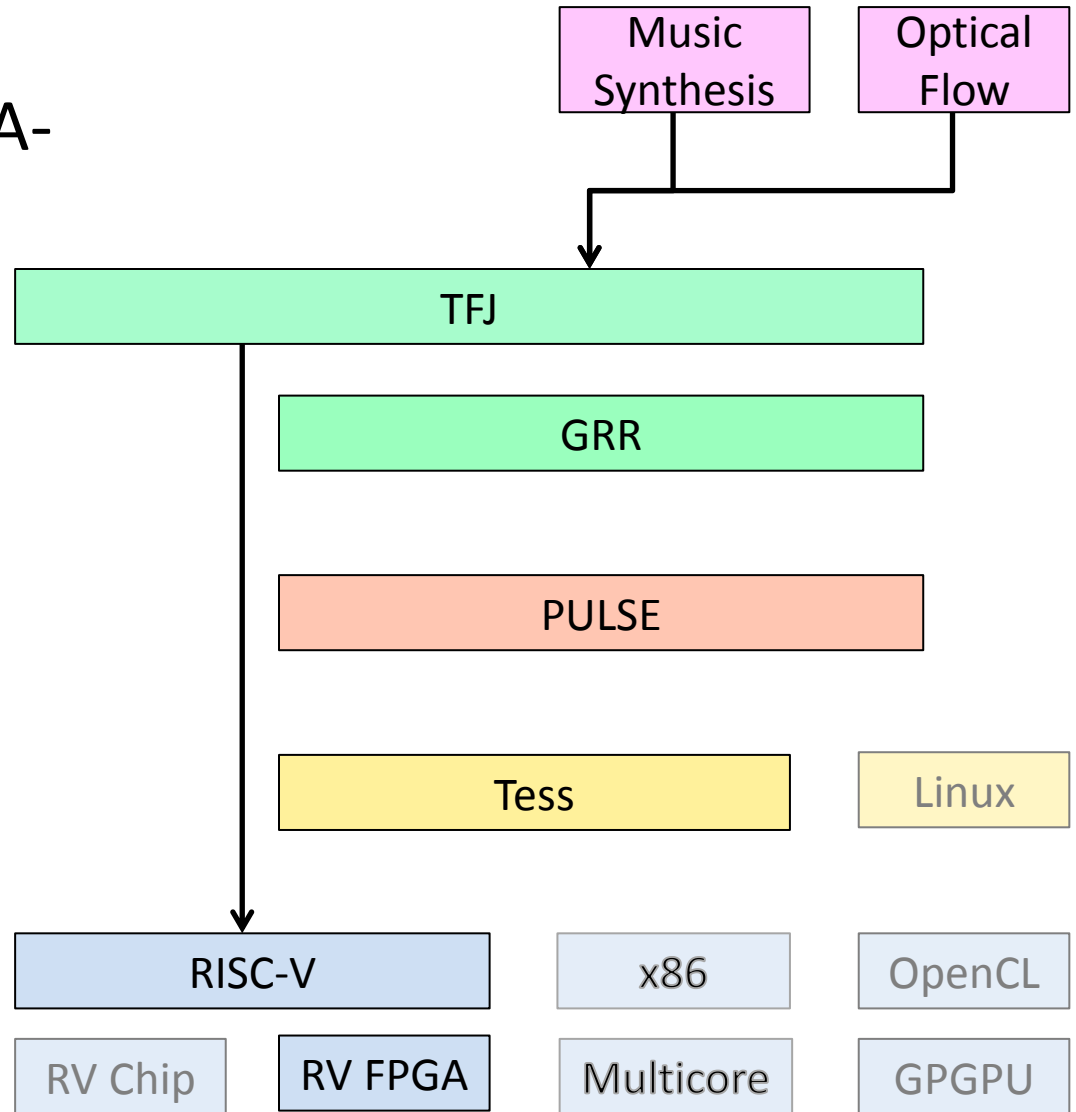 Music
Synthesis
Optical
Flow
A-
TFJ
GRR
PULSE
Tess
Linux
RISC-V
x86
OpenCL
RV Chip
RV FPGA
Multicore
GPGPU